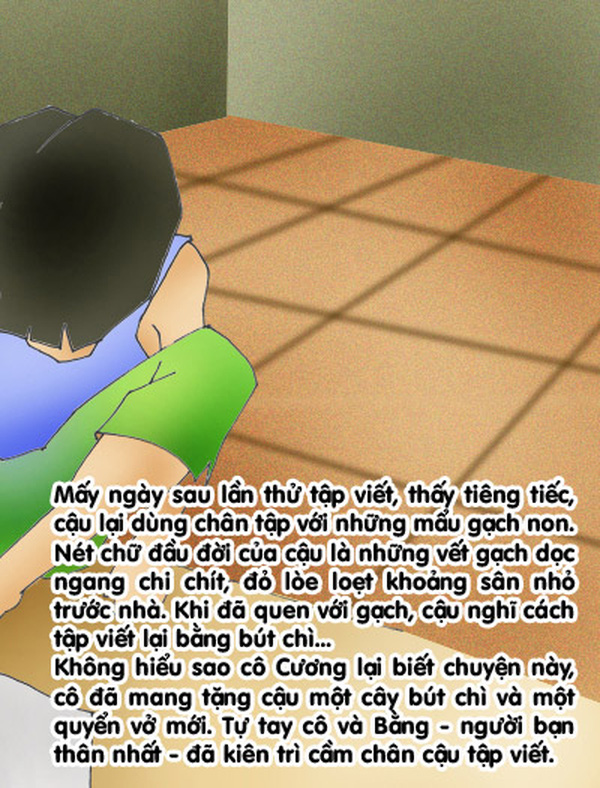 Mấy ngày sau lần thử tập viết, thấy tiêng tiếc,
cậu lại dùng chân tập với những mẩu gạch non.
Nét chữ đầu đời của cậu là những vết gạch dọc
ngang chi chít, đỏ lòe loẹt khoảng sân nhỏ
trước nhà. Khi đã quen với gạch, cậu nghĩ cách
tập viết lại bằng bút chì...
Không hiểu sao cô Cương lại biết chuyện này,
cô đã mang tặng cậu một cây bút chì và một
quyển vở mới. Tự tay cô và Bằng - người bạn
thân nhất - đã kiên trì cầm chân cậu tập viết.